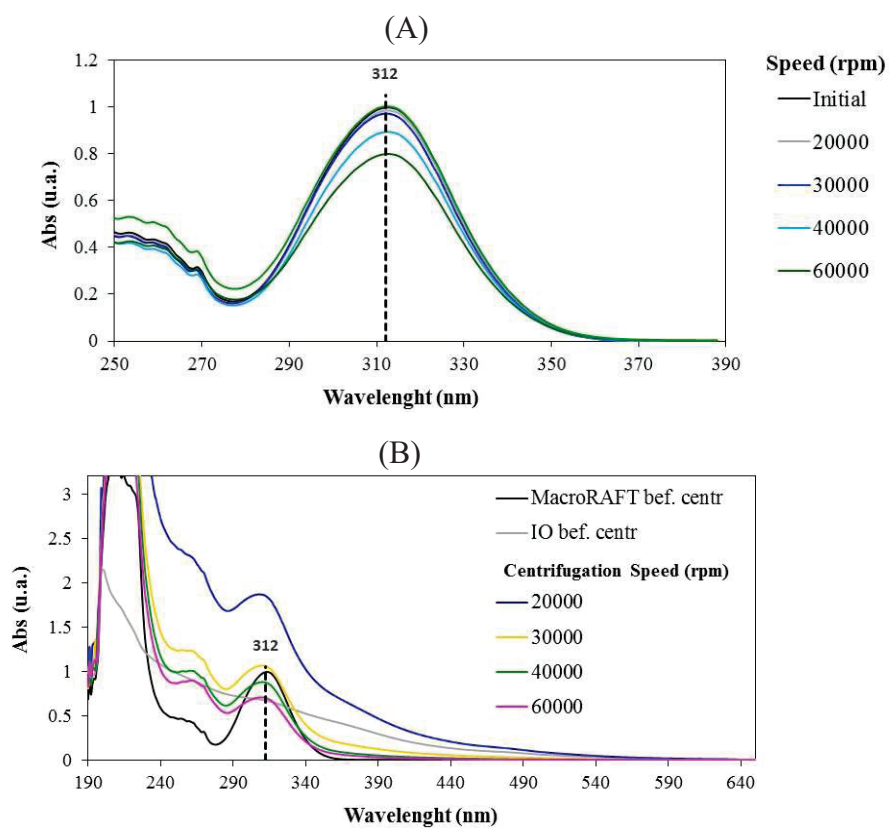 (A)
Speed (rpm)
Initial
20000
30000
40000
60000
312
Abs (u.a.)
1.2
1
0.8
0.6
0.4
0.2
0
250 270 290 310 330 350 370 390
Wavelenght (nm)
(B)
MacroRAFT bef. centr
IO bef. centr
Centrifugation Speed (rpm)
20000
30000
40000
60000
312
Abs (u.a.)
3
2.5
2
1.5
1
0.5
0
190 240 290 340 390 440 490 540 590 640
Wavelenght (nm)